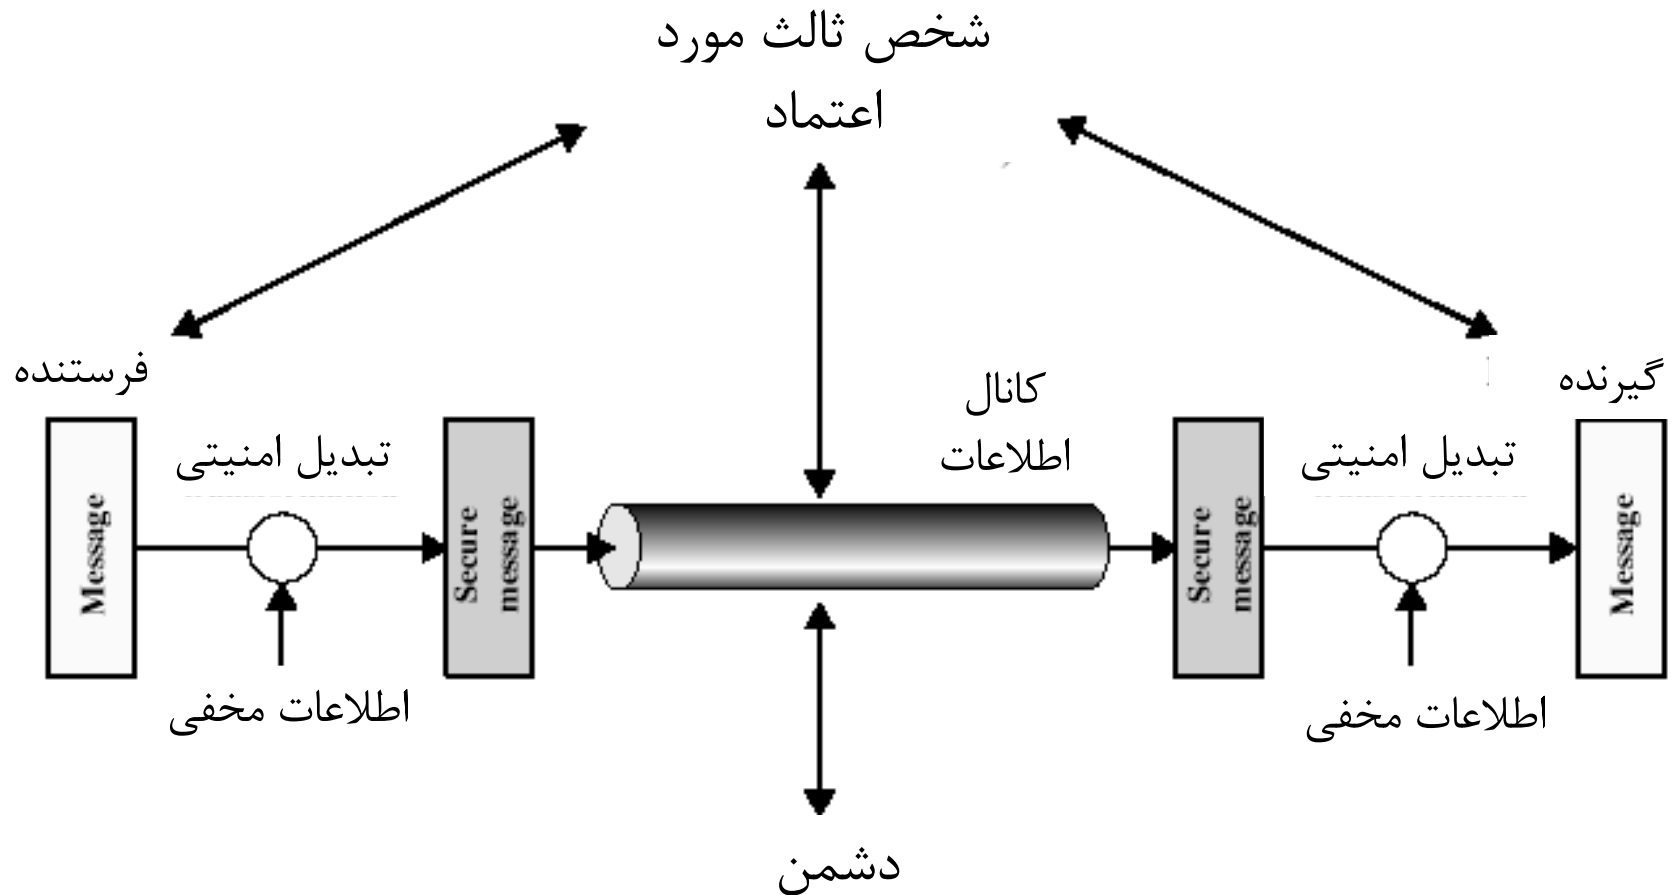 شخص ثالث مورد
اعتماد
فرستنده
گیرنده
کانال
اطلاعات
تبدیل امنیتی
تبدیل امنیتی
Message
Secure
message
Secure
message
Message
اطلاعات مخفی
اطلاعات مخفی
دشمن